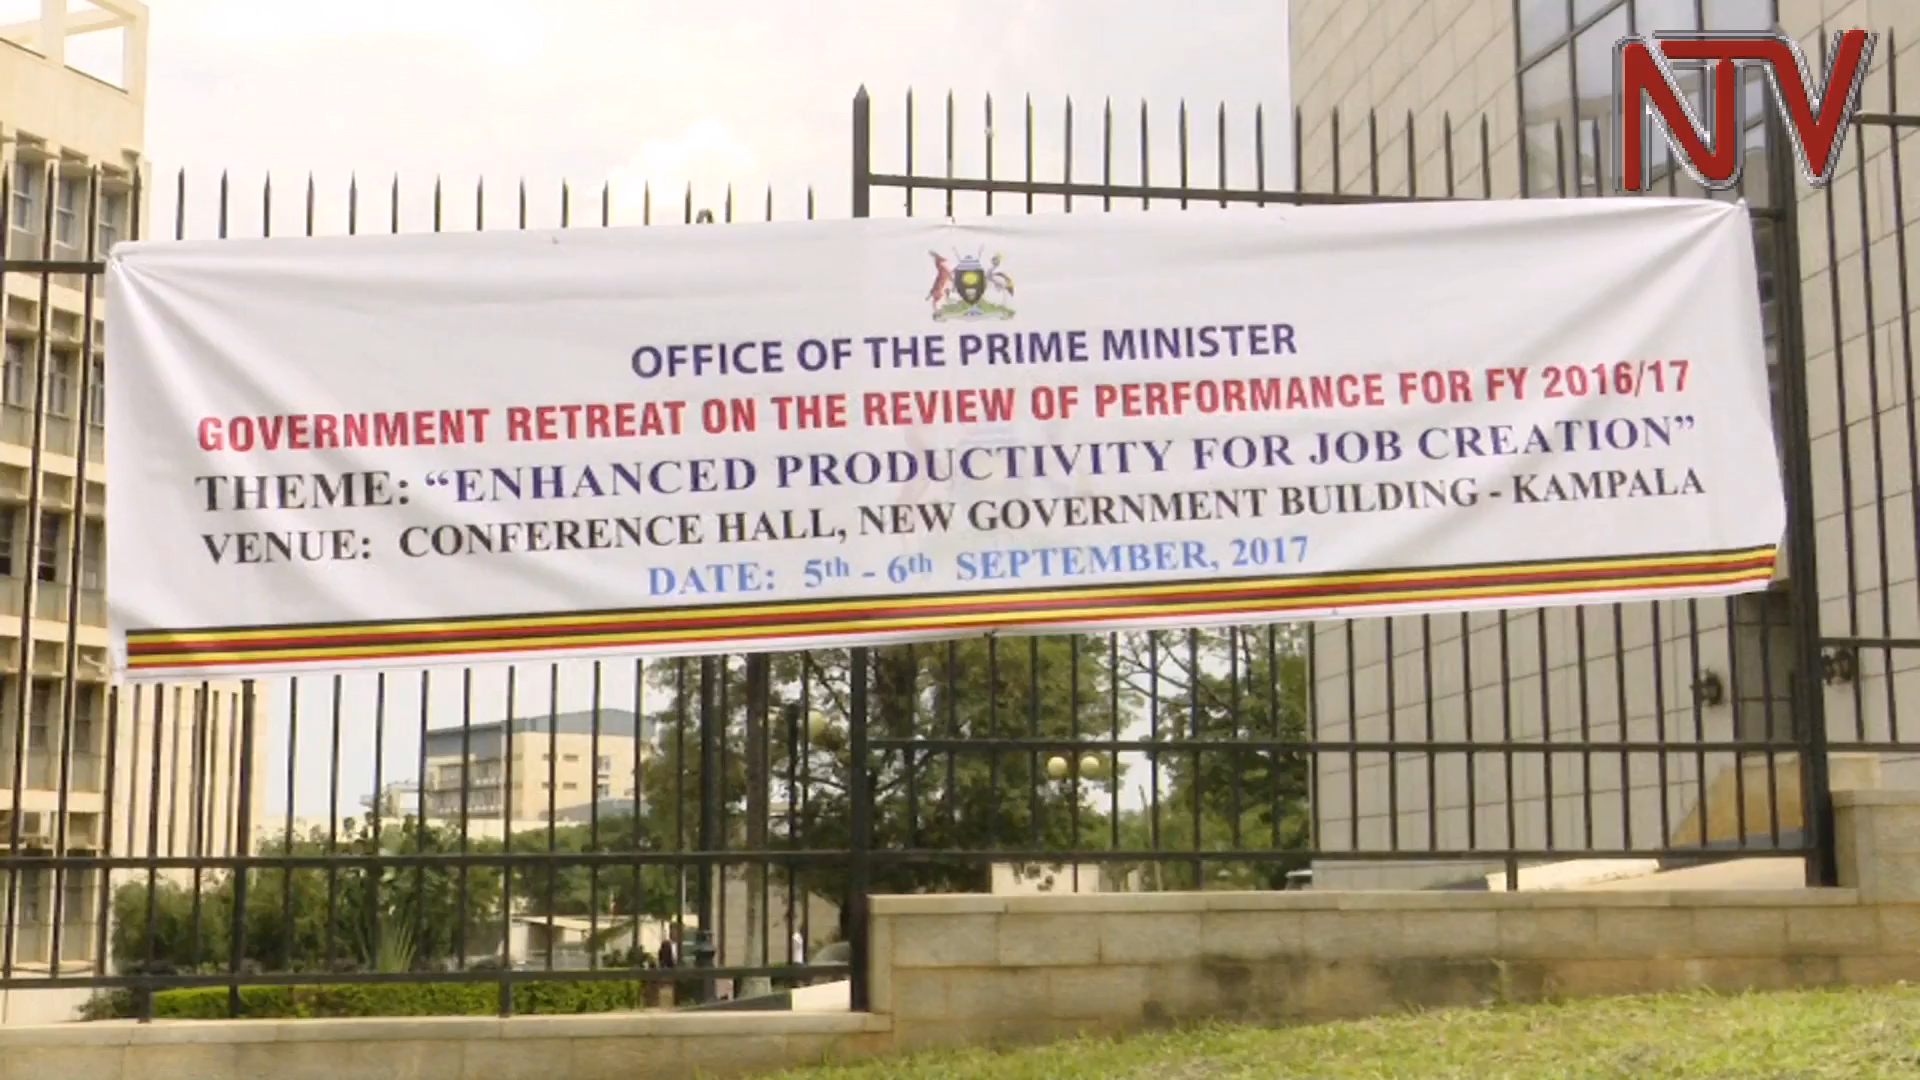 NTV
OFFICE OF THE PRIME MINISTER
GOVERNMENT RETREAT ON THE REVIEW OF PERFORMANCE FOR FY 2016/17
THEME: “ENHANCED PRODUCTIVITY FOR JOB CREATION”
VENUE: CONFERENCE HALL, NEW GOVERNMENT BUILDING - KAMPALA
DATE: 5th - 6th SEPTEMBER, 2017